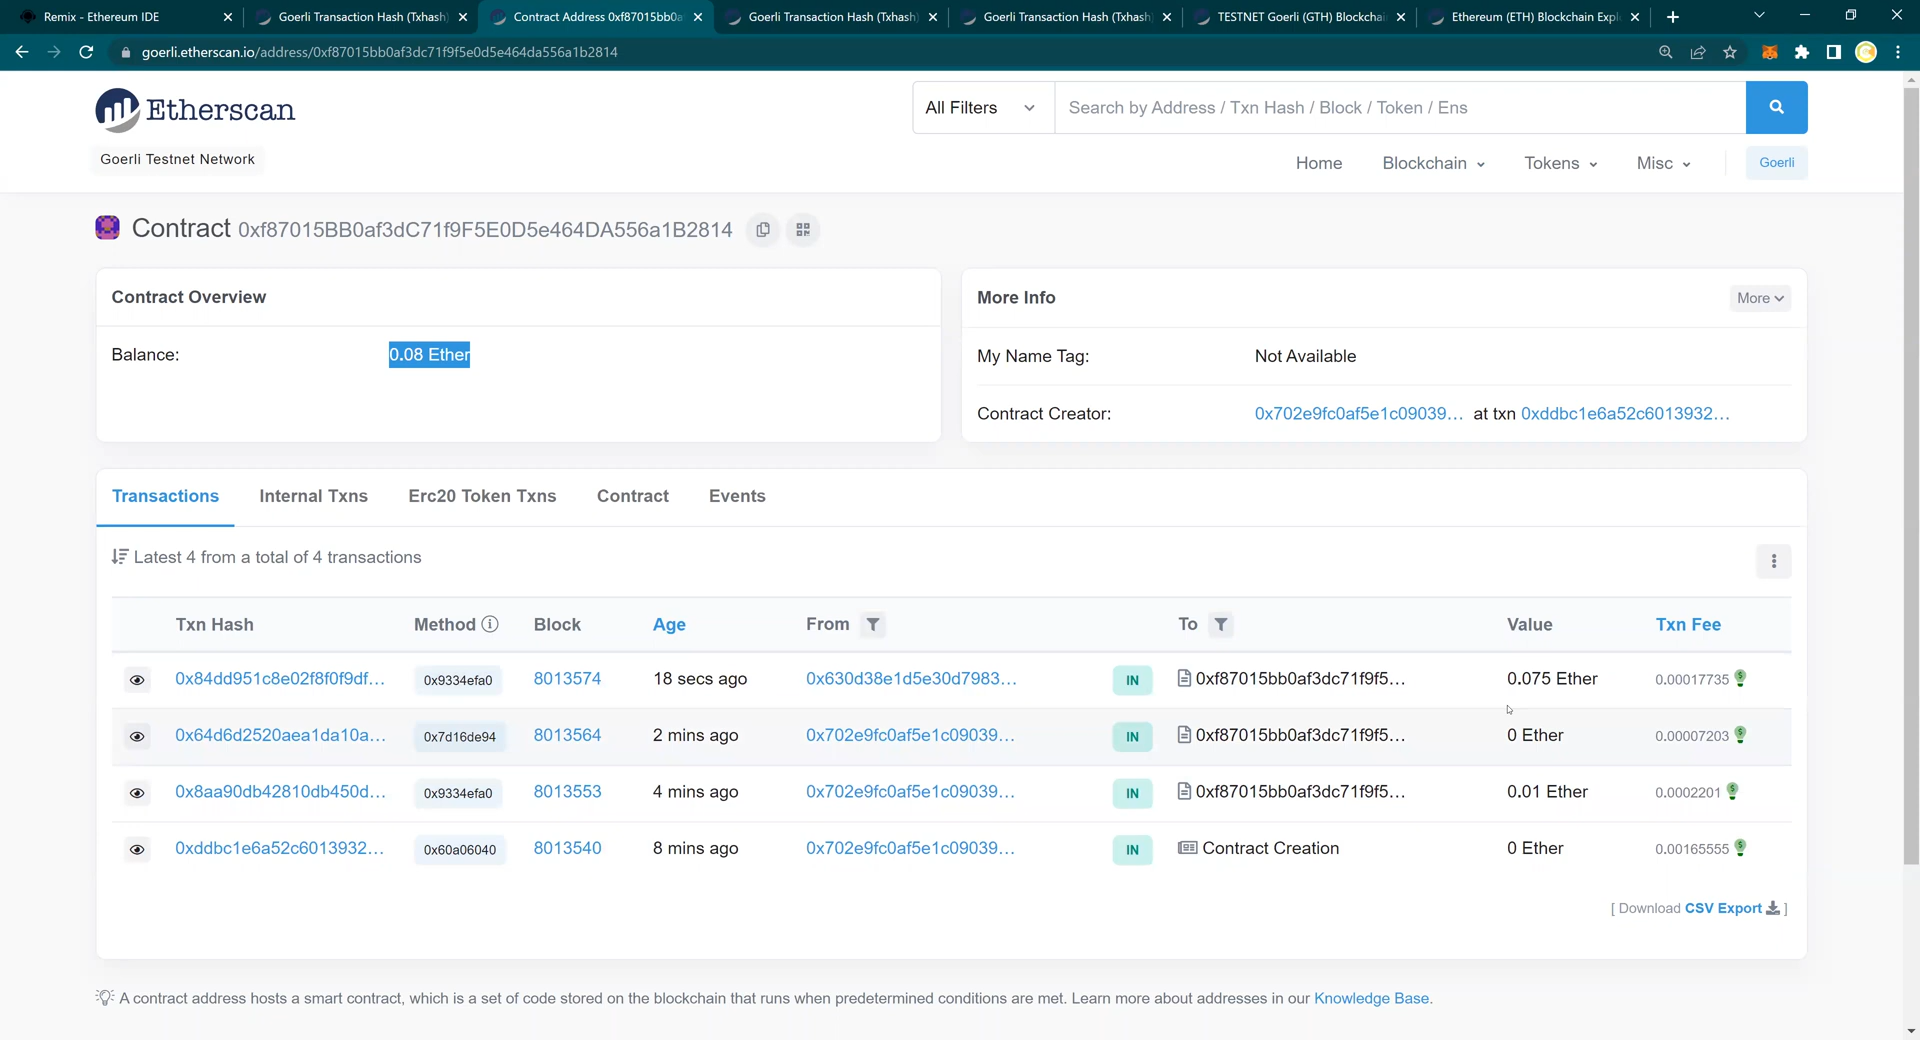 Remix - Ethereum IDE
Goerli Transaction Hash (Txhash)
Contract Address 0xf87015bb0a
Goerli Transaction Hash (Txhash
Goerli Transaction Hash (Txhash)
TESTNET Goerli (GTH) Blockchai
Ethereum (ETH) Blockchain Expl
goerli.etherscan.io/address/0xf87015bb0af3dc71f9f5e0d5e464da556a1b2814
Etherscan
All Filters
Search by Address / Txn Hash / Block / Token / Ens
Goerli Testnet Network
Home Blockchain Tokens Misc Goerli
Contract 0xf87015BB0af3dC71f9F5E0D5e464DA556a1B2814
Contract Overview
Balance: 0.08 Ether
More Info More
My Name Tag: Not Available
Contract Creator: 0x702e9fc0af5e1c09039... at txn 0xddbc1e6a52c6013932...
Transactions Internal Txns Erc20 Token Txns Contract Events
Latest 4 from a total of 4 transactions
Txn Hash Method Block Age From To Value Txn Fee
0x84dd951c8e02f8f0f9df... 0x9334efa0 8013574 18 secs ago 0x630d38e1d5e30d7983... IN 0xf87015bb0af3dc71f9f5... 0.075 Ether 0.00017735
0x64d6d2520aea1da10a... 0x7d16de94 8013564 2 mins ago 0x702e9fc0af5e1c09039... IN 0xf87015bb0af3dc71f9f5... 0 Ether 0.00007203
0x8aa90db42810db450d... 0x9334efa0 8013553 4 mins ago 0x702e9fc0af5e1c09039... IN 0xf87015bb0af3dc71f9f5... 0.01 Ether 0.0002201
0xddbc1e6a52c6013932... 0x60a06040 8013540 8 mins ago 0x702e9fc0af5e1c09039... IN Contract Creation 0 Ether 0.00165555
[ Download CSV Export ]
A contract address hosts a smart contract, which is a set of code stored on the blockchain that runs when predetermined conditions are met. Learn more about addresses in our Knowledge Base.